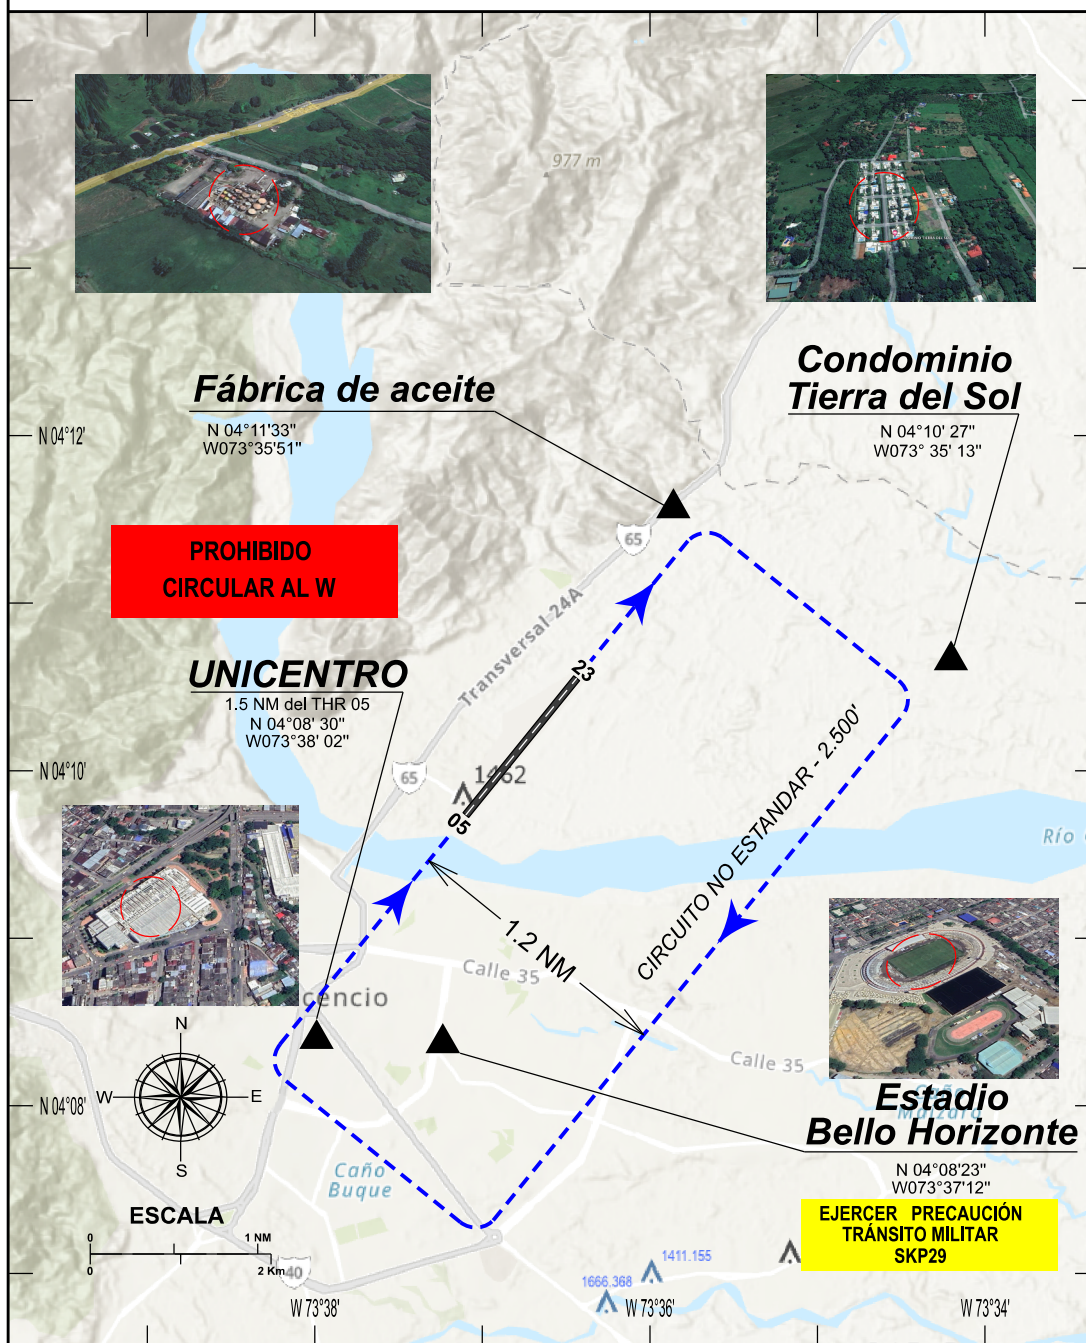 977 m
Fábrica de aceite
N 04°11'33"
W073°35'51"
Condominio
Tierra del Sol
N 04°10' 27"
W073° 35' 13"
N 04°12'
65
PROHIBIDO
CIRCULAR AL W
Transversal 24A
UNICENTRO
1.5 NM del THR 05
N 04°08' 30"
W073°38' 02"
23
N 04°10'
65
1462
05
CIRCUITO NO ESTANDAR - 2.500'
Río
1.2 NM
Calle 35
cencio
Calle 35
N
W
E
S
N 04°08'
Caño
Maizaro
Estadio
Bello Horizonte
N 04°08'23"
W073°37'12"
Caño
Buque
ESCALA
0
1 NM
0
2 Km
40
EJERCER PRECAUCIÓN
TRÁNSITO MILITAR
SKP29
1411.155
1666.368
W 73°38'
W 73°36'
W 73°34'